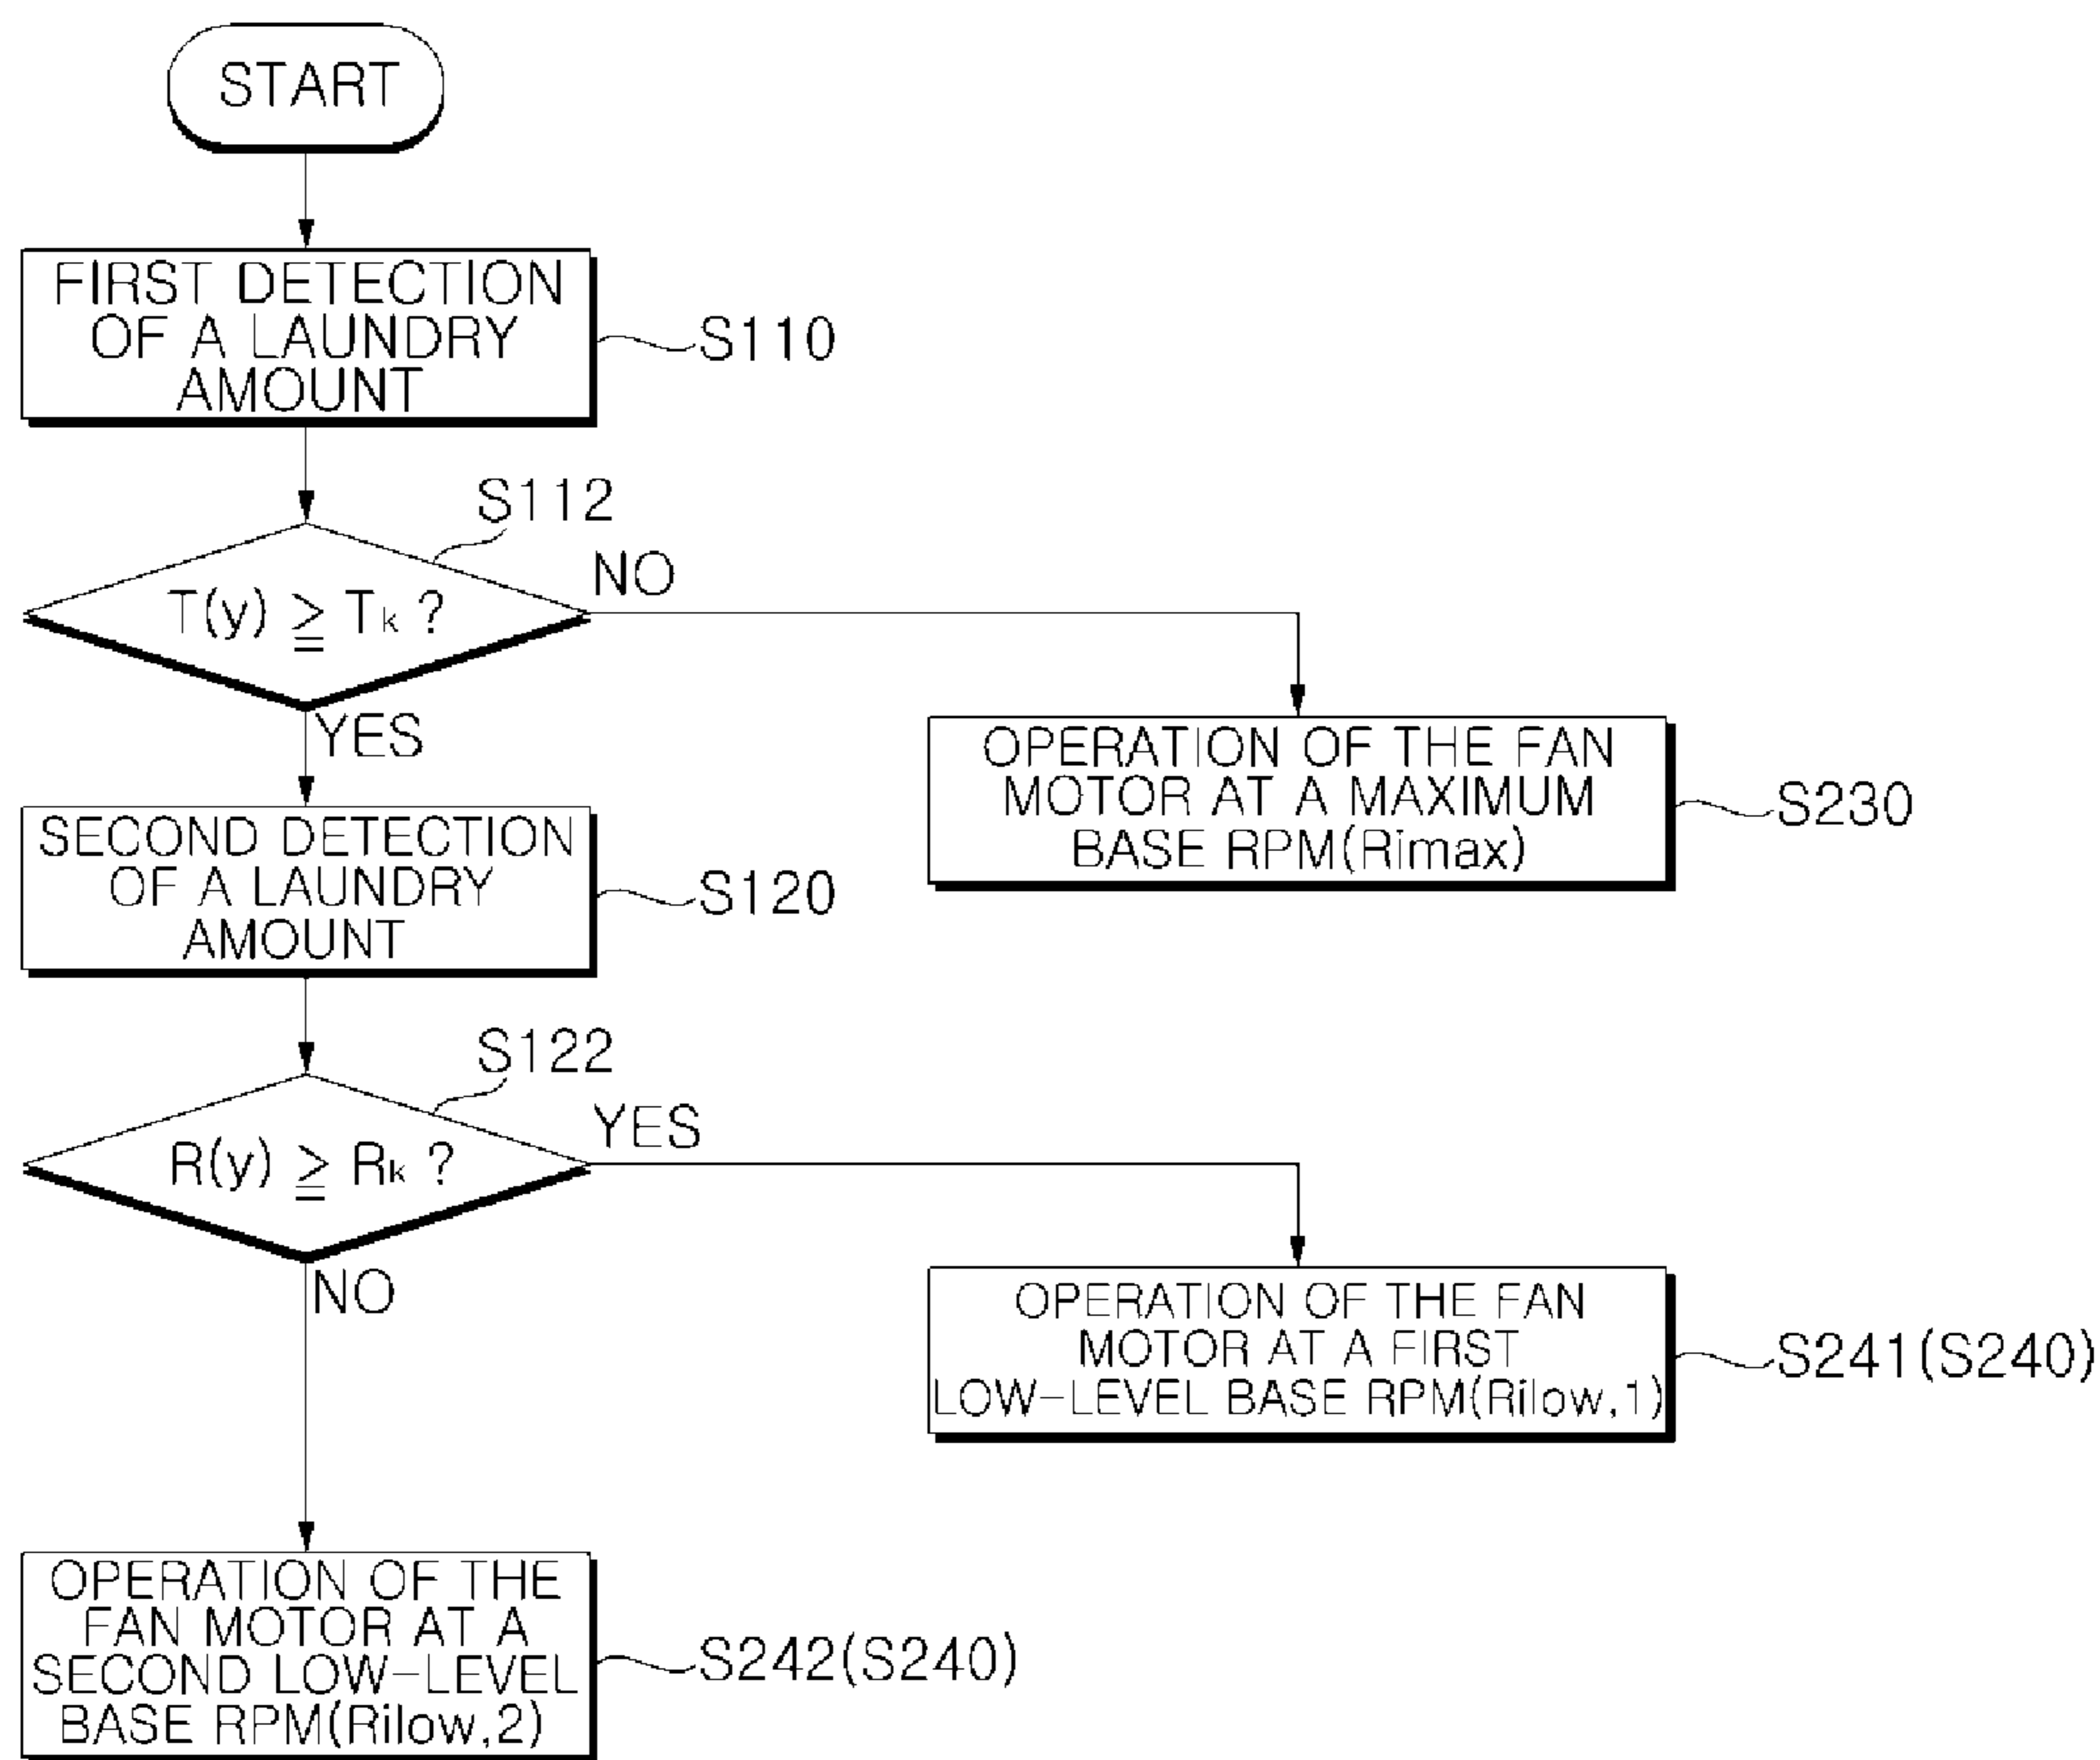 START
FIRST DETECTION
OF A LAUNDRY
AMOUNT
S110
S112
T(y) ≧ Tk ?
NO
YES
OPERATION OF THE FAN
MOTOR AT A MAXIMUM
BASE RPM(Rimax)
S230
SECOND DETECTION
OF A LAUNDRY
AMOUNT
S120
S122
R(y) ≧ Rk ?
YES
NO
OPERATION OF THE FAN
MOTOR AT A FIRST
LOW-LEVEL BASE RPM(Rilow,1)
S241(S240)
OPERATION OF THE
FAN MOTOR AT A
SECOND LOW-LEVEL
BASE RPM(Rilow,2)
S242(S240)